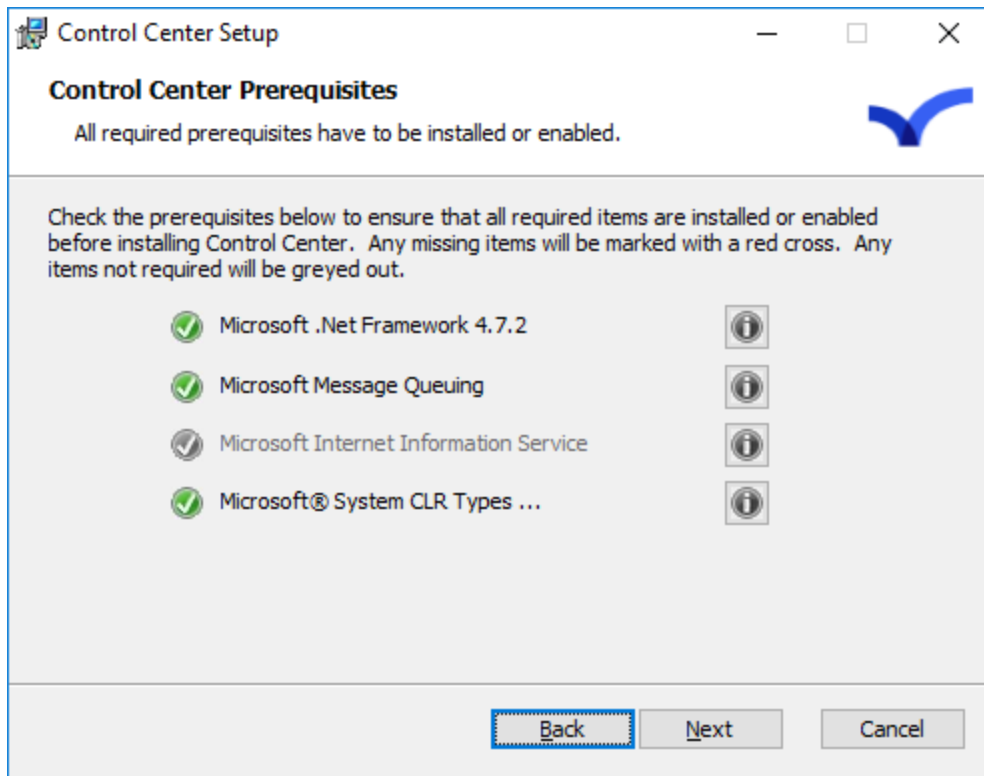 Control Center Setup
Control Center Prerequisites
All required prerequisites have to be installed or enabled.
Check the prerequisites below to ensure that all required items are installed or enabled
before installing Control Center.  Any missing items will be marked with a red cross.  Any
items not required will be greyed out.
Microsoft .Net Framework 4.7.2
Microsoft Message Queuing
Microsoft Internet Information Service
Microsoft® System CLR Types ...
Back Next Cancel